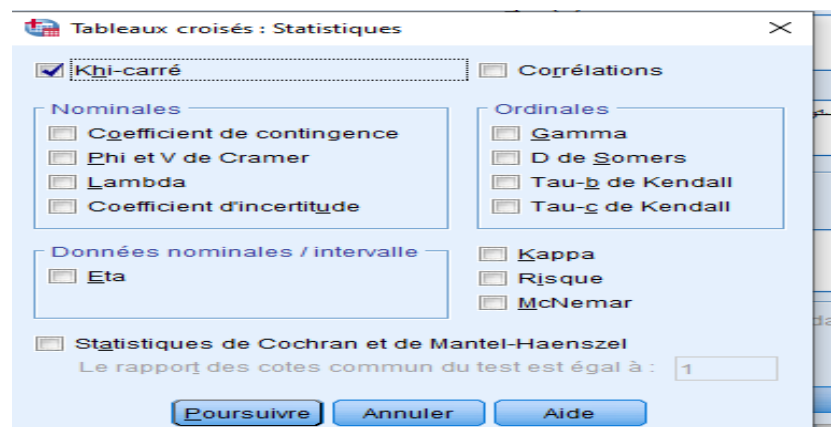 Tableaux croisés : Statistiques
Khi-carré
Corrélations
Nominales
Coefficient de contingence
Phi et V de Cramer
Lambda
Coefficient d'incertitude
Ordinales
Gamma
D de Somers
Tau-b de Kendall
Tau-c de Kendall
Données nominales / intervalle
Eta
Kappa
Risque
McNemar
Statistiques de Cochran et de Mantel-Haenszel
Le rapport des cotes commun du test est égal à :
1
Poursuivre
Annuler
Aide